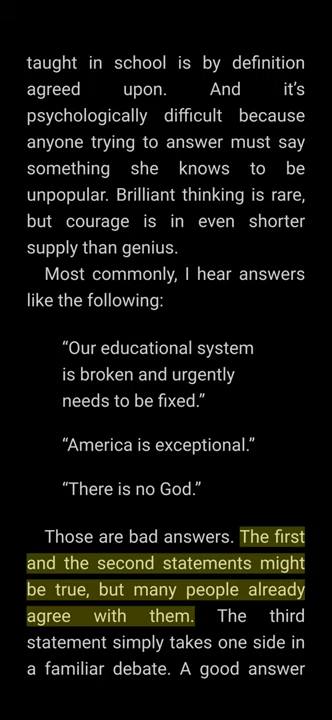 taught in school is by definition
agreed upon. And it’s
psychologically difficult because
anyone trying to answer must say
something she knows to be
unpopular. Brilliant thinking is rare,
but courage is in even shorter
supply than genius.
Most commonly, I hear answers
like the following:
“Our educational system
is broken and urgently
needs to be fixed.”
“America is exceptional.”
“There is no God.”
Those are bad answers. The first
and the second statements might
be true, but many people already
agree with them. The third
statement simply takes one side in
a familiar debate. A good answer